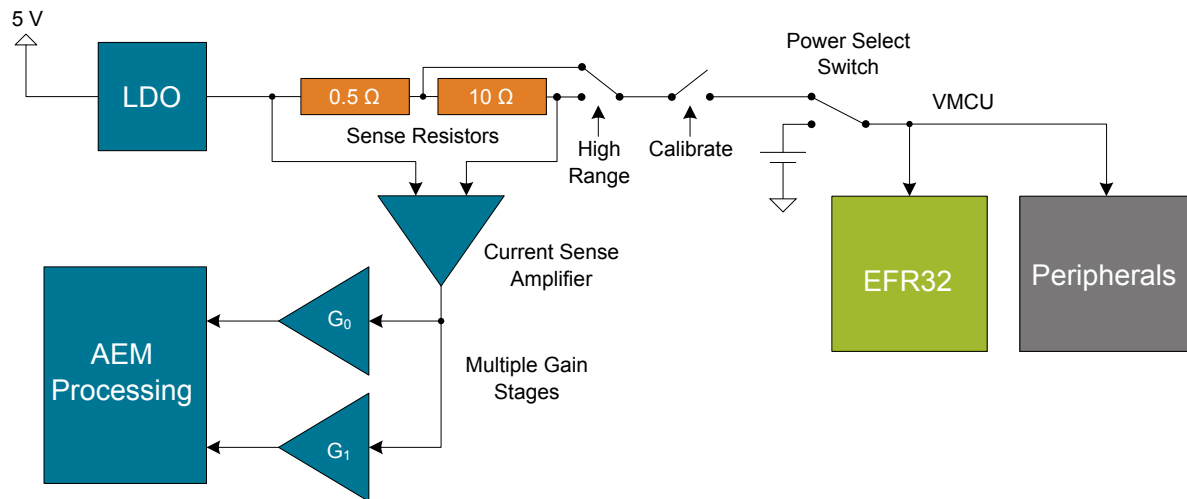 5 V
LDO
0.5 Ω
10 Ω
Sense Resistors
High
Range
Calibrate
Power Select
Switch
VMCU
Current Sense
Amplifier
EFR32
Peripherals
AEM
Processing
G0
Multiple Gain
Stages
G1